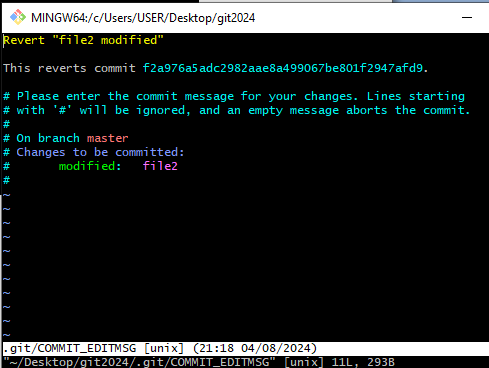 MINGW64:/c/Users/USER/Desktop/git2024
Revert "file2 modified"
This reverts commit f2a976a5adc2982aae8a499067be801f2947afd9.
# Please enter the commit message for your changes. Lines starting
# with '#' will be ignored, and an empty message aborts the commit.
#
# On branch master
# Changes to be committed:
#       modified:   file2
#
~
~
~
~
~
~
~
~
~
~
~
.git/COMMIT_EDITMSG [unix] (21:18 04/08/2024)
"~/Desktop/git2024/.git/COMMIT_EDITMSG" [unix] 11L, 293B